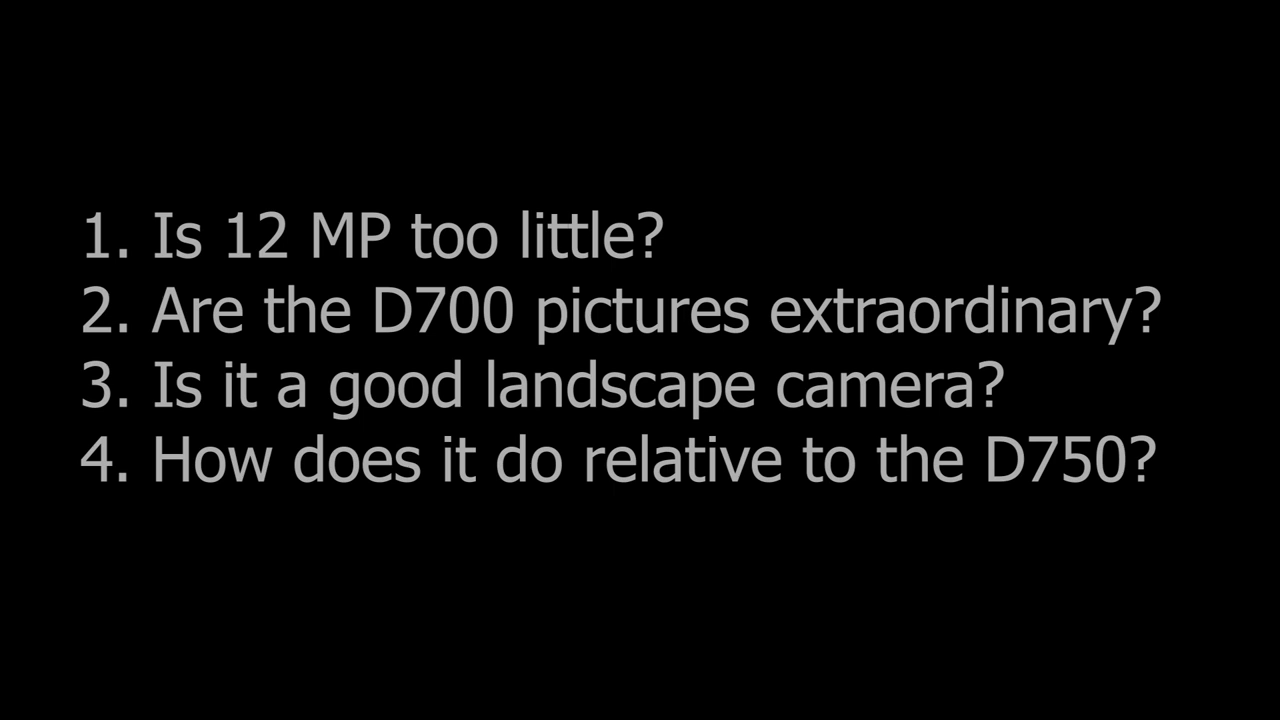 1. Is 12 MP too little?
2. Are the D700 pictures extraordinary?
3. Is it a good landscape camera?
4. How does it do relative to the D750?